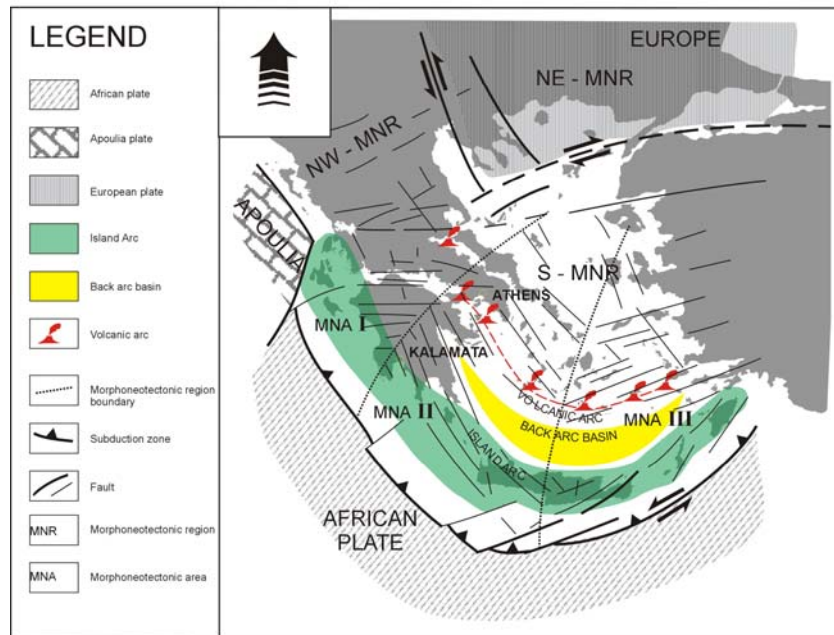 LEGEND
African plate
Apoulia plate
European plate
Island Arc
Back arc basin
Volcanic arc
Morphoneotectonic region
boundary
Subduction zone
Fault
MNR
Morphoneotectonic region
MNA
Morphoneotectonic area
EUROPE
NE - MNR
NW - MNR
APOULIA
S - MNR
ATHENS
MNA I
KALAMATA
MNA II
VOLCANIC ARC
MNA III
BACK ARC BASIN
ISLAND ARC
AFRICAN
PLATE